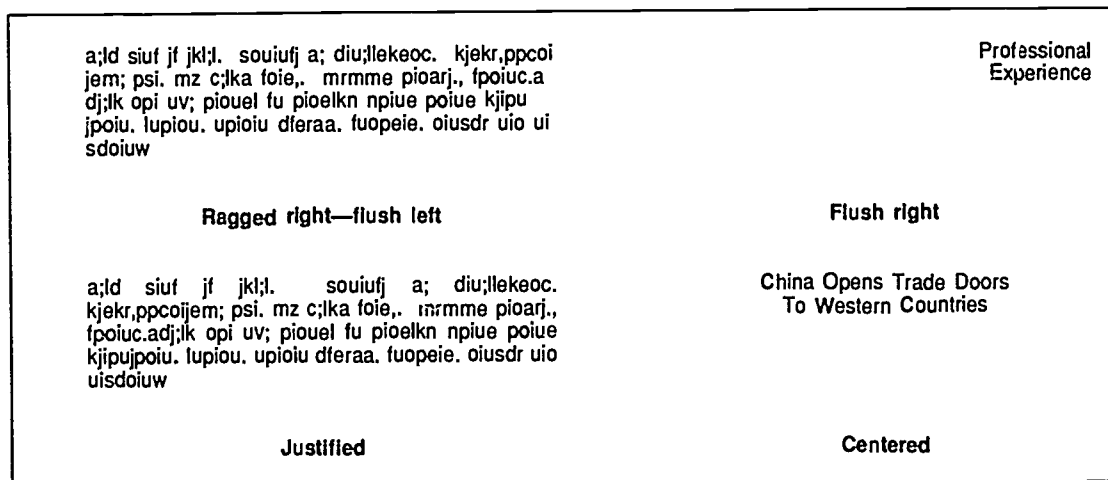 a;ld siuf jf jkl;l. souiufj a; diu;llekeoc. kjekr,ppcoi
jem; psi. mz c;lka foie,. mrmme pioarj., fpoiuc.a
dj;lk opi uv; piouel fu pioelkn npiue poiue kjipu
jpoiu. lupiou. upioiu dferaa. fuopeie. oiusdr uio ui
sdoiuw
Ragged right—flush left
Professional
Experience
Flush right
a;ld siuf jf jkl;l. souiufj a; diu;llekeoc.
kjekr,ppcoijem; psi. mz c;lka foie,. mrmme pioarj.,
fpoiuc.adj;lk opi uv; piouel fu pioelkn npiue poiue
kjipujpoiu. lupiou. upioiu dferaa. fuopeie. oiusdr uio
uisdoiuw
Justified
China Opens Trade Doors
To Western Countries
Centered